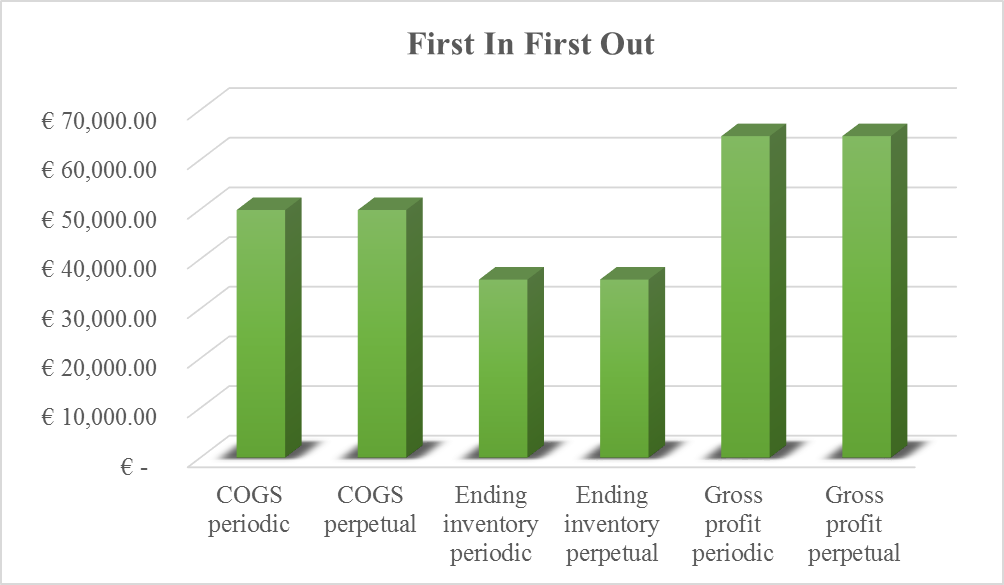 First In First Out
€ 70,000.00
€ 60,000.00
€ 50,000.00
€ 40,000.00
€ 30,000.00
€ 20,000.00
€ 10,000.00
€ -
COGS
periodic
COGS
perpetual
Ending
inventory
periodic
Ending
inventory
perpetual
Gross
profit
periodic
Gross
profit
perpetual